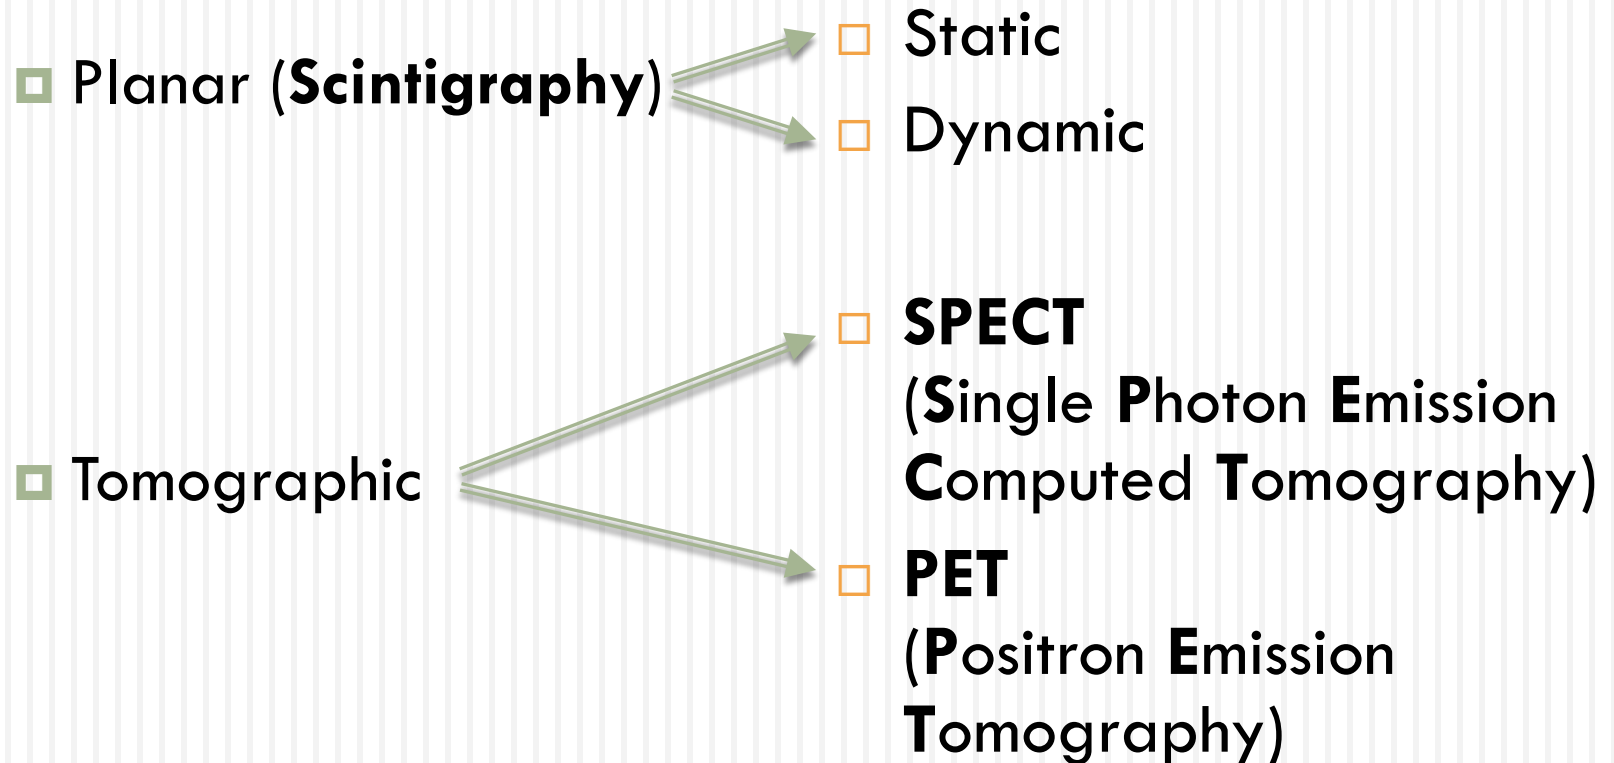 Planar (Scintigraphy)
Static
Dynamic
Tomographic
SPECT
(Single Photon Emission
Computed Tomography)
PET
(Positron Emission
Tomography)